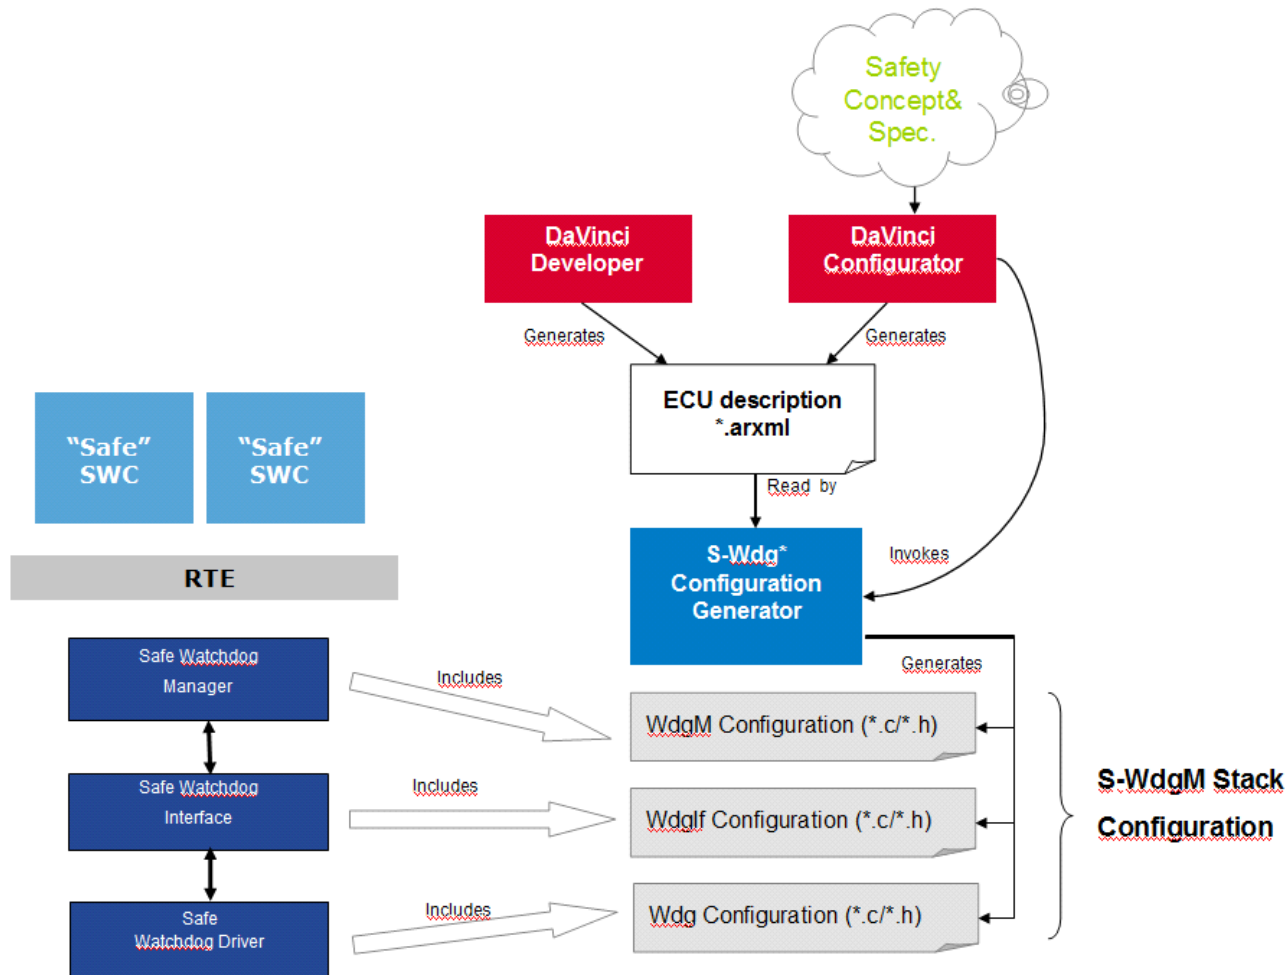 Safety
Concept&
Spec.
DaVinci
Developer
DaVinci
Configurator
Generates
Generates
ECU description
*.arxml
Read by
"Safe"
SWC
"Safe"
SWC
RTE
S-Wdg*
Configuration
Generator
Invokes
Generates
Safe Watchdog
Manager
Includes
WdgM Configuration (*.c/*.h)
Safe Watchdog
Interface
Includes
WdgIf Configuration (*.c/*.h)
S-WdgM Stack
Configuration
Safe
Watchdog Driver
Includes
Wdg Configuration (*.c/*.h)